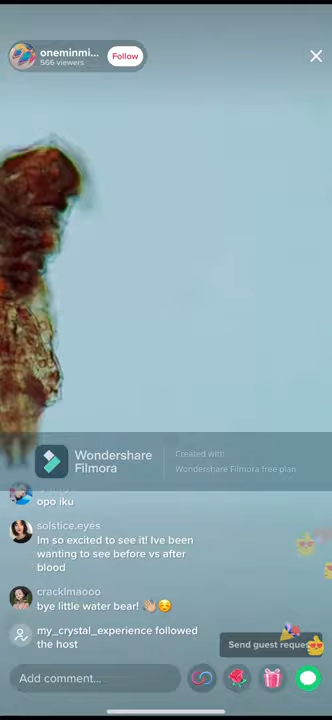 oneminmi...
566 viewers
Follow
Wondershare
Filmora
Created with
Wondershare Filmora free plan
opo iku
solstice.eyes
Im so excited to see it! Ive been
wanting to see before vs after
blood
cracklmaooo
bye little water bear! 👋🏼☺️
my_crystal_experience followed
the host
Send guest reques
Add comment...